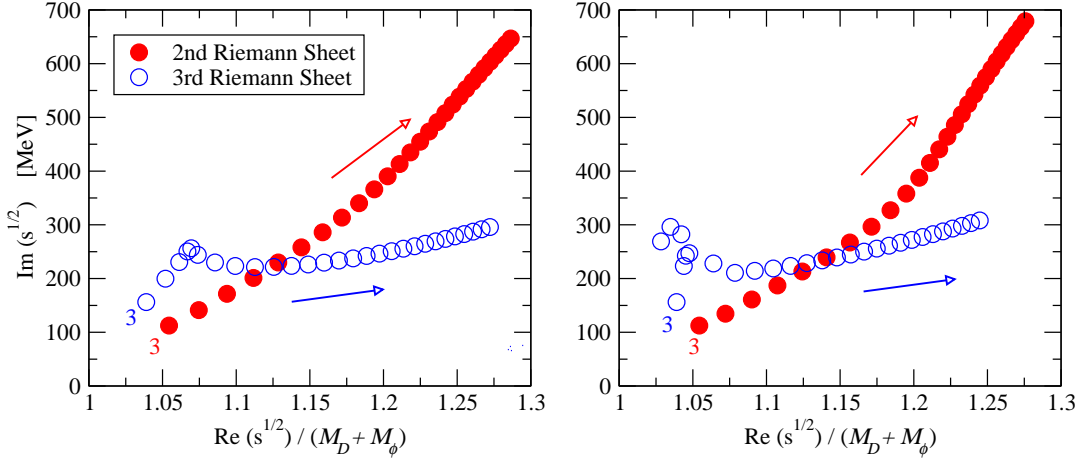 700
600
500
400
300
200
100
0
Im (s^{1/2}) [MeV]
2nd Riemann Sheet
3rd Riemann Sheet
3
3
1 1.05 1.1 1.15 1.2 1.25 1.3
Re (s^{1/2}) / (M_D + M_ϕ)
700
600
500
400
300
200
100
0
3
3
1 1.05 1.1 1.15 1.2 1.25 1.3
Re (s^{1/2}) / (M_D + M_ϕ)